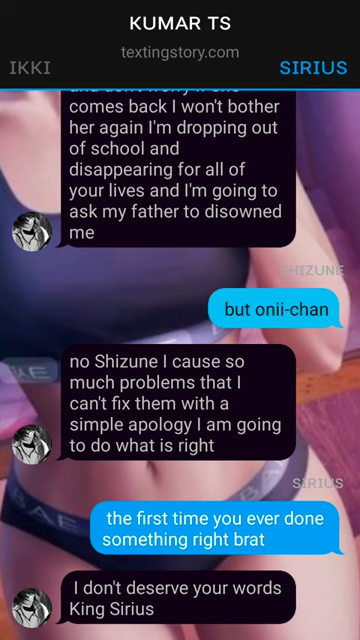 KUMAR TS
textingstory.com
IKKI
SIRIUS
comes back I won't bother
her again I'm dropping out
of school and
disappearing for all of
your lives and I'm going to
ask my father to disowned
me
SHIZUNE
but onii-chan
no Shizune I cause so
much problems that I
can't fix them with a
simple apology I am going
to do what is right
SIRIUS
the first time you ever done
something right brat
I don't deserve your words
King Sirius